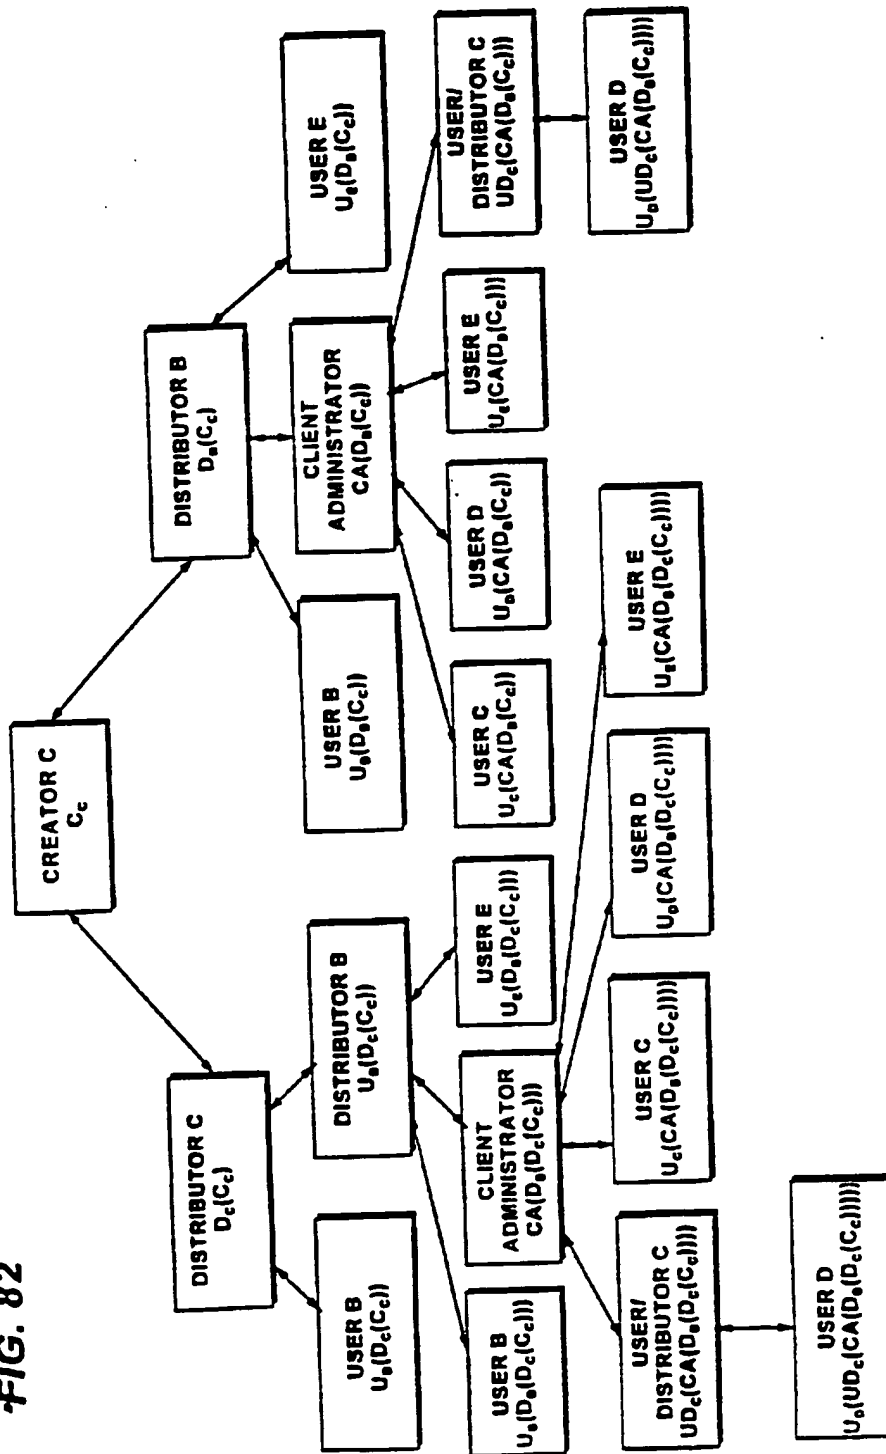 FIG. 82
CREATOR C
C_C
DISTRIBUTOR C
D_C(C_C)
DISTRIBUTOR B
D_B(C_C)
USER B
U_B(D_C(C_C))
DISTRIBUTOR B
U_B(D_C(C_C))
USER B
U_B(D_B(C_C))
CLIENT
ADMINISTRATOR
CA(D_B(C_C))
USER E
U_E(D_B(C_C))
USER B
U_B(D_B(D_C(C_C)))
CLIENT
ADMINISTRATOR
CA(D_B(D_C(C_C)))
USER E
U_E(D_B(D_C(C_C)))
USER C
U_C(CA(D_B(C_C)))
USER D
U_D(CA(D_B(C_C)))
USER E
U_E(CA(D_B(C_C)))
USER/
DISTRIBUTOR C
UD_C(CA(D_B(C_C)))
USER/
DISTRIBUTOR C
UD_C(CA(D_B(D_C(C_C))))
USER C
U_C(CA(D_B(D_C(C_C))))
USER D
U_D(CA(D_B(D_C(C_C))))
USER E
U_E(CA(D_B(D_C(C_C))))
USER D
U_D(UD_C(CA(D_B(C_C))))
USER D
U_D(UD_C(CA(D_B(D_C(C_C)))))